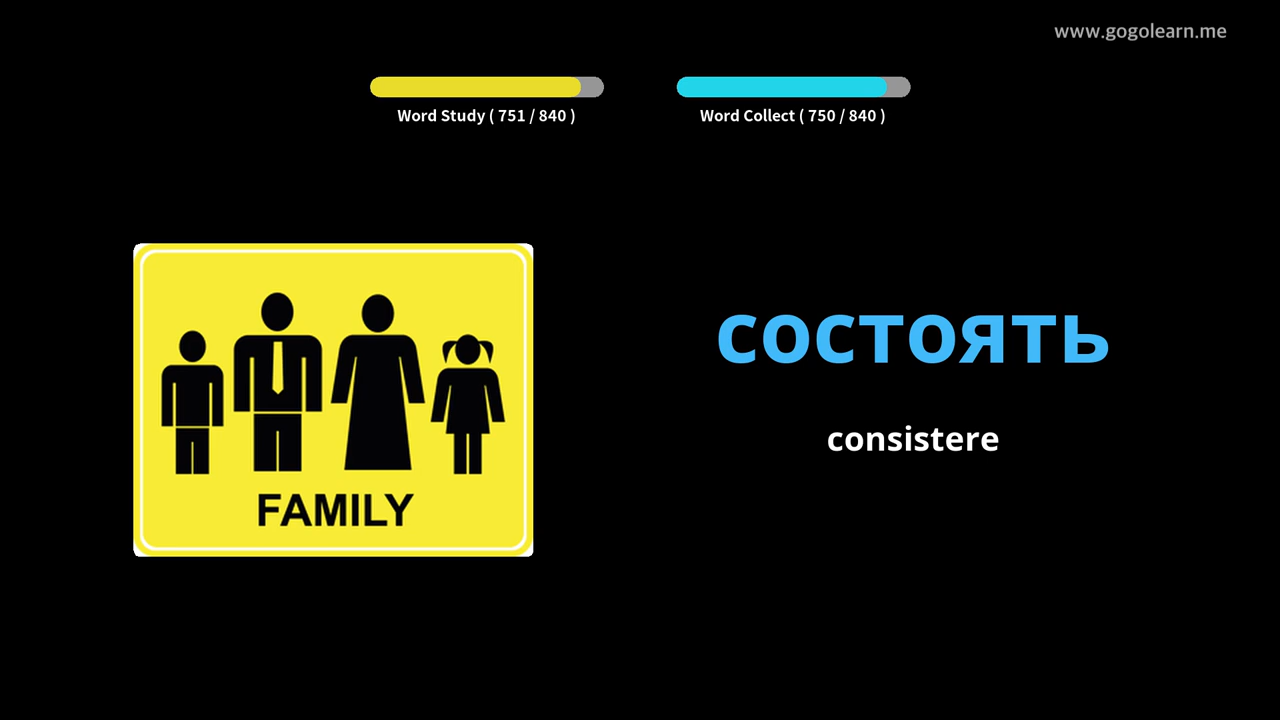 www.gogolearn.me
Word Study ( 751 / 840 )
Word Collect ( 750 / 840 )
состоять
consistere
FAMILY